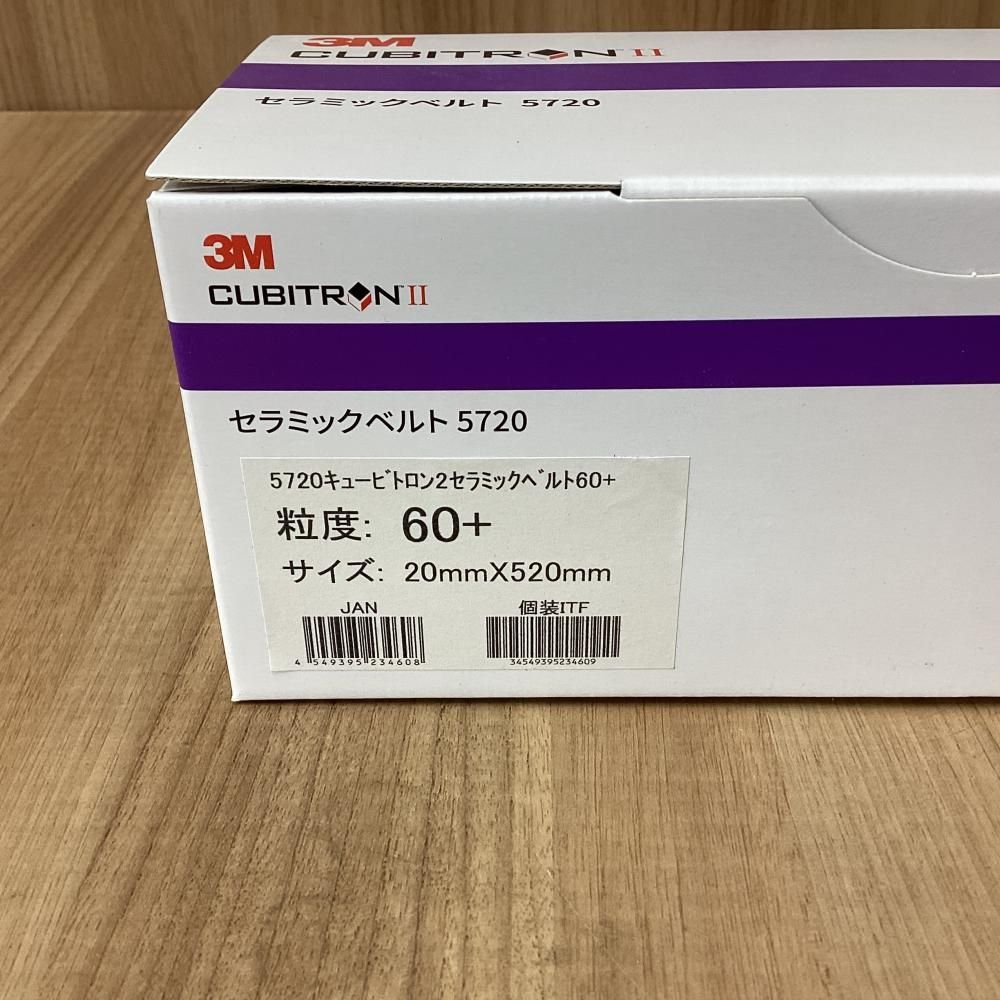 3M
CUBITRON™ II
セラミックベルト 5720
3M
CUBITRON™ II
セラミックベルト 5720
5720キュービトロン2セラミックベルト60+
粒度: 60+
サイズ: 20mmX520mm
JAN 個装ITF
4 549395 234608 34549395234609